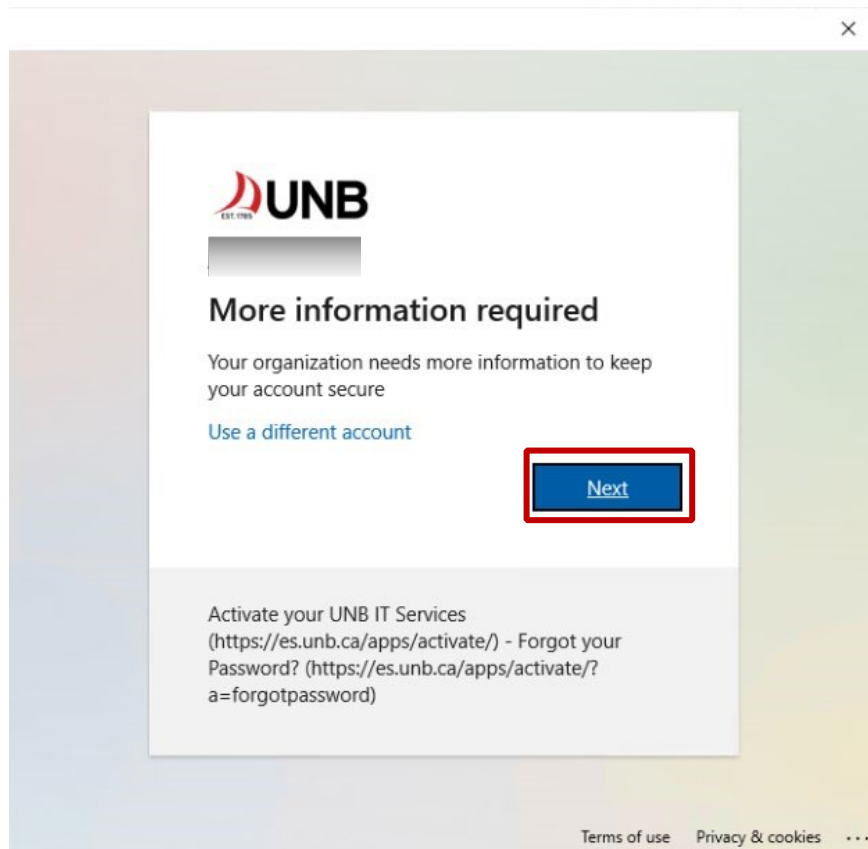 UNB
EST. 1785
More information required
Your organization needs more information to keep
your account secure
Use a different account
Next
Activate your UNB IT Services
(https://es.unb.ca/apps/activate/) - Forgot your
Password? (https://es.unb.ca/apps/activate/?
a=forgotpassword)
Terms of use Privacy & cookies ...